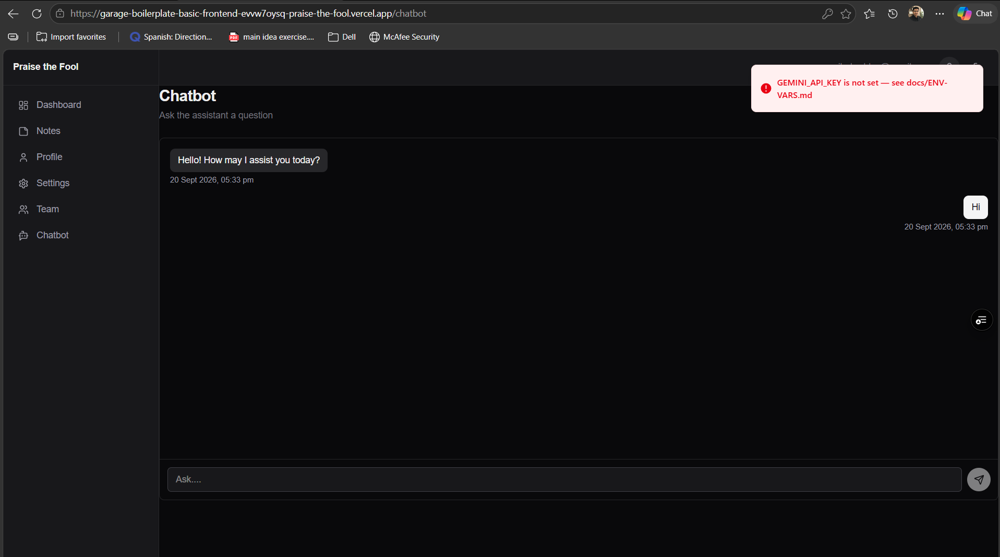 https://garage-boilerplate-basic-frontend-evvw7oysq-praise-the-fool.vercel.app/chatbot
Chat
Import favorites
Spanish: Direction...
PDF
main idea exercise....
Dell
McAfee Security
Praise the Fool
GEMINI_API_KEY is not set — see docs/ENV-
VARS.md
Dashboard
Notes
Profile
Settings
Team
Chatbot
Chatbot
Ask the assistant a question
Hello! How may I assist you today?
20 Sept 2026, 05:33 pm
Hi
20 Sept 2026, 05:33 pm
Ask....